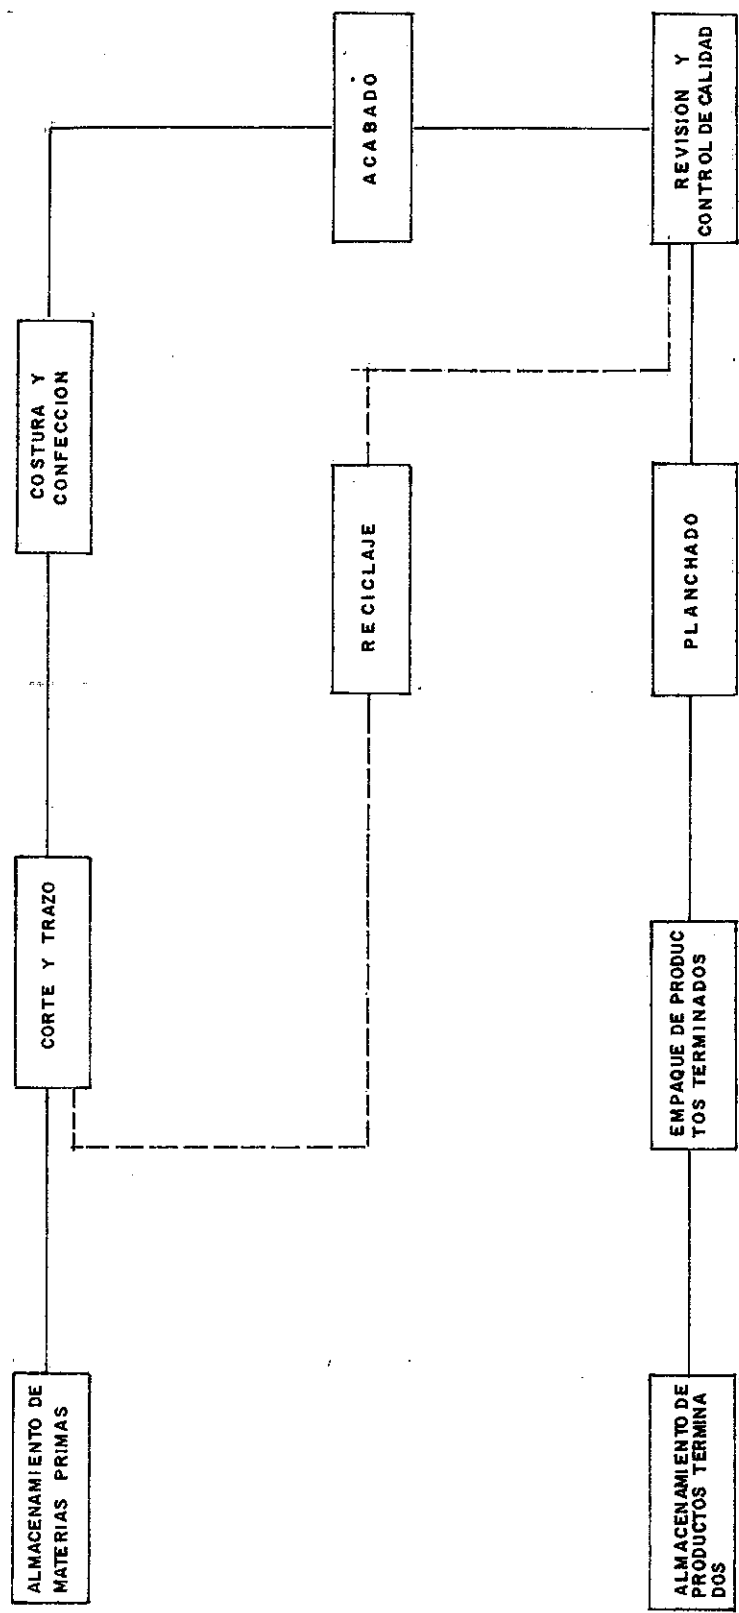 ALMACENAMIENTO DE
MATERIAS PRIMAS
CORTE Y TRAZO
COSTURA Y
CONFECCION
ACABADO
RECICLAJE
REVISION Y
CONTROL DE CALIDAD
PLANCHADO
EMPAQUE DE PRODUC
TOS TERMINADOS
ALMACENAMIENTO DE
PRODUCTOS TERMINA
DOS